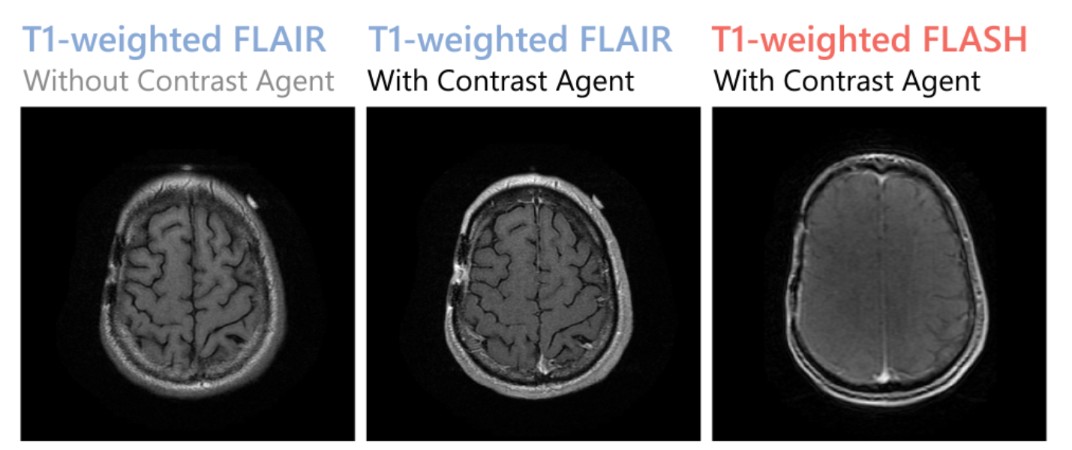 T1-weighted FLAIR
Without Contrast Agent
T1-weighted FLAIR
With Contrast Agent
T1-weighted FLASH
With Contrast Agent